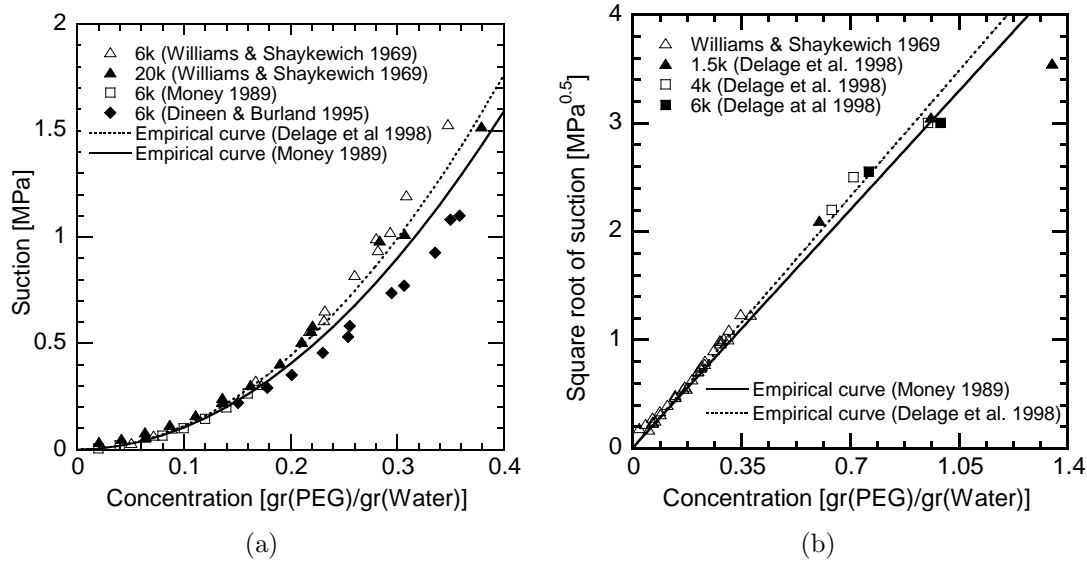 2
1.5
1
0.5
0
0
0.1
0.2
0.3
0.4
Suction [MPa]
Concentration [gr(PEG)/gr(Water)]
6k (Williams & Shaykewich 1969)
20k (Williams & Shaykewich 1969)
6k (Money 1989)
6k (Dineen & Burland 1995)
Empirical curve (Delage et al 1998)
Empirical curve (Money 1989)
(a)
4
3
2
1
0
0
0.35
0.7
1.05
1.4
Square root of suction [MPa^0.5]
Concentration [gr(PEG)/gr(Water)]
Williams & Shaykewich 1969
1.5k (Delage et al. 1998)
4k (Delage et al. 1998)
6k (Delage at al 1998)
Empirical curve (Money 1989)
Empirical curve (Delage et al. 1998)
(b)